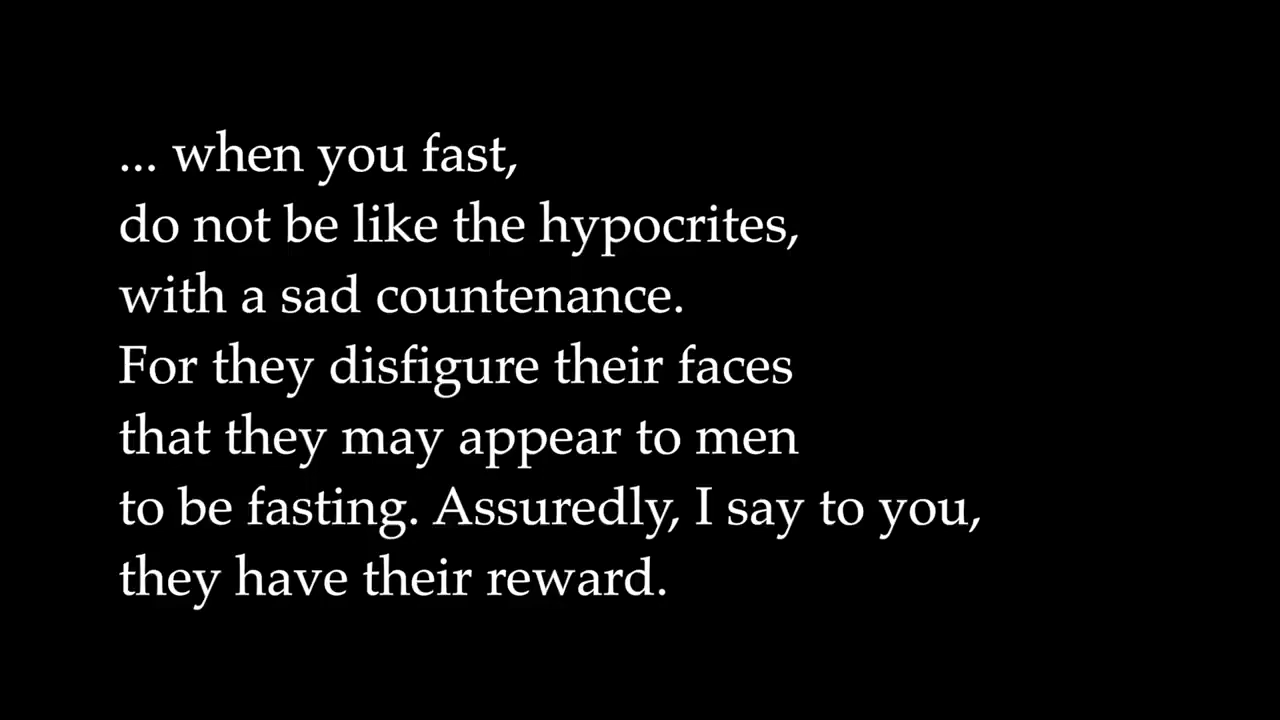 ... when you fast,
do not be like the hypocrites,
with a sad countenance.
For they disfigure their faces
that they may appear to men
to be fasting. Assuredly, I say to you,
they have their reward.